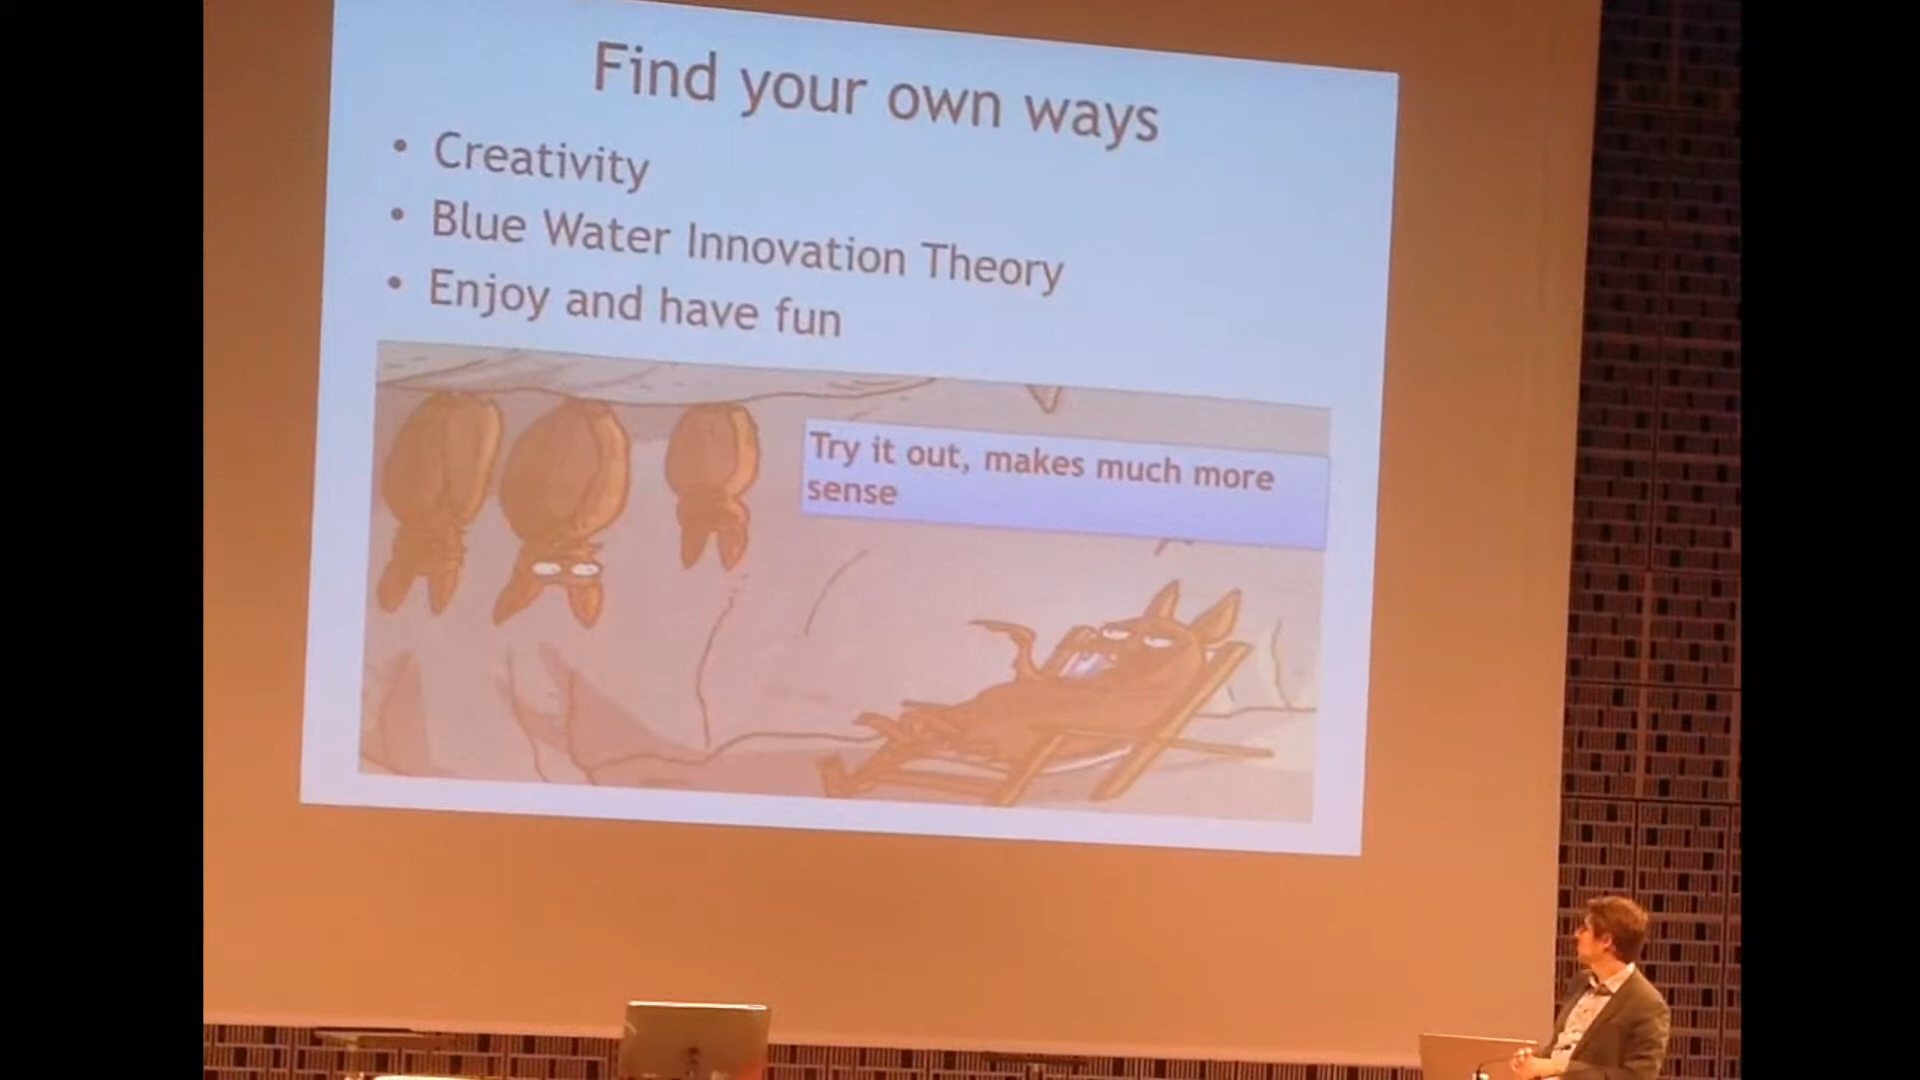 Find your own ways
• Creativity
• Blue Water Innovation Theory
• Enjoy and have fun
Try it out, makes much more
sense